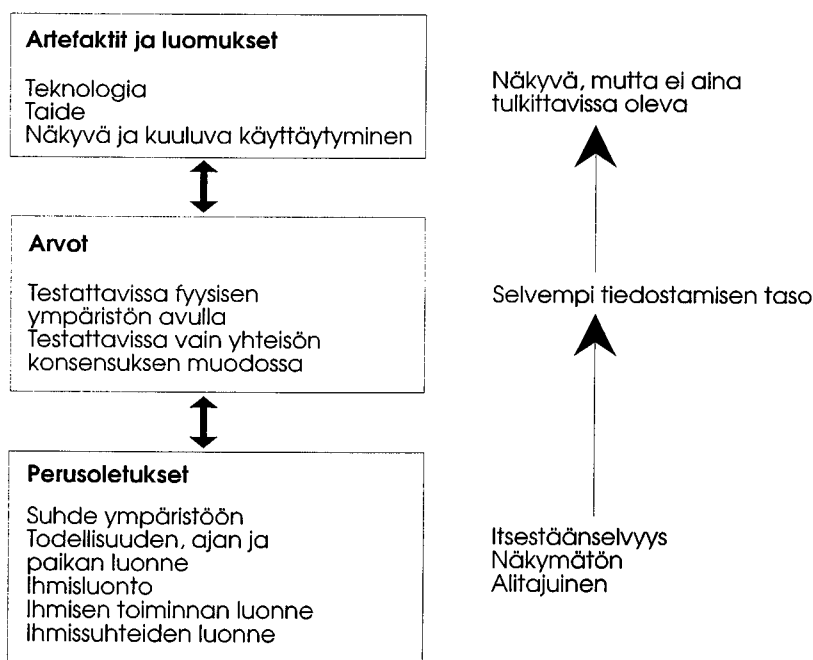 Artefaktit ja luomukset
Teknologia
Taide
Näkyvä ja kuuluva käyttäytyminen
Näkyvä, mutta ei aina
tulkittavissa oleva
Arvot
Testattavissa fyysisen
ympäristön avulla
Testattavissa vain yhteisön
konsensuksen muodossa
Selvempi tiedostamisen taso
Perusoletukset
Suhde ympäristöön
Todellisuuden, ajan ja
paikan luonne
Ihmisluonto
Ihmisen toiminnan luonne
Ihmissuhteiden luonne
Itsestäänselvyys
Näkymätön
Alitajuinen